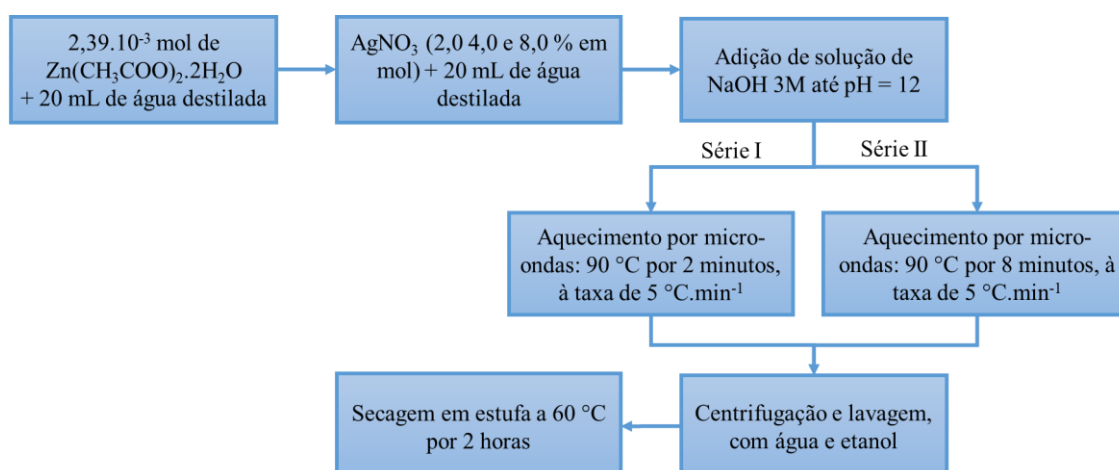 2,39.10⁻³ mol de
Zn(CH₃COO)₂.2H₂O
+ 20 mL de água destilada
AgNO₃ (2,0 4,0 e 8,0 % em
mol) + 20 mL de água
destilada
Adição de solução de
NaOH 3M até pH = 12
Série I
Série II
Aquecimento por micro-
ondas: 90 °C por 2 minutos,
à taxa de 5 °C.min⁻¹
Aquecimento por micro-
ondas: 90 °C por 8 minutos, à
taxa de 5 °C.min⁻¹
Secagem em estufa a 60 °C
por 2 horas
Centrifugação e lavagem,
com água e etanol